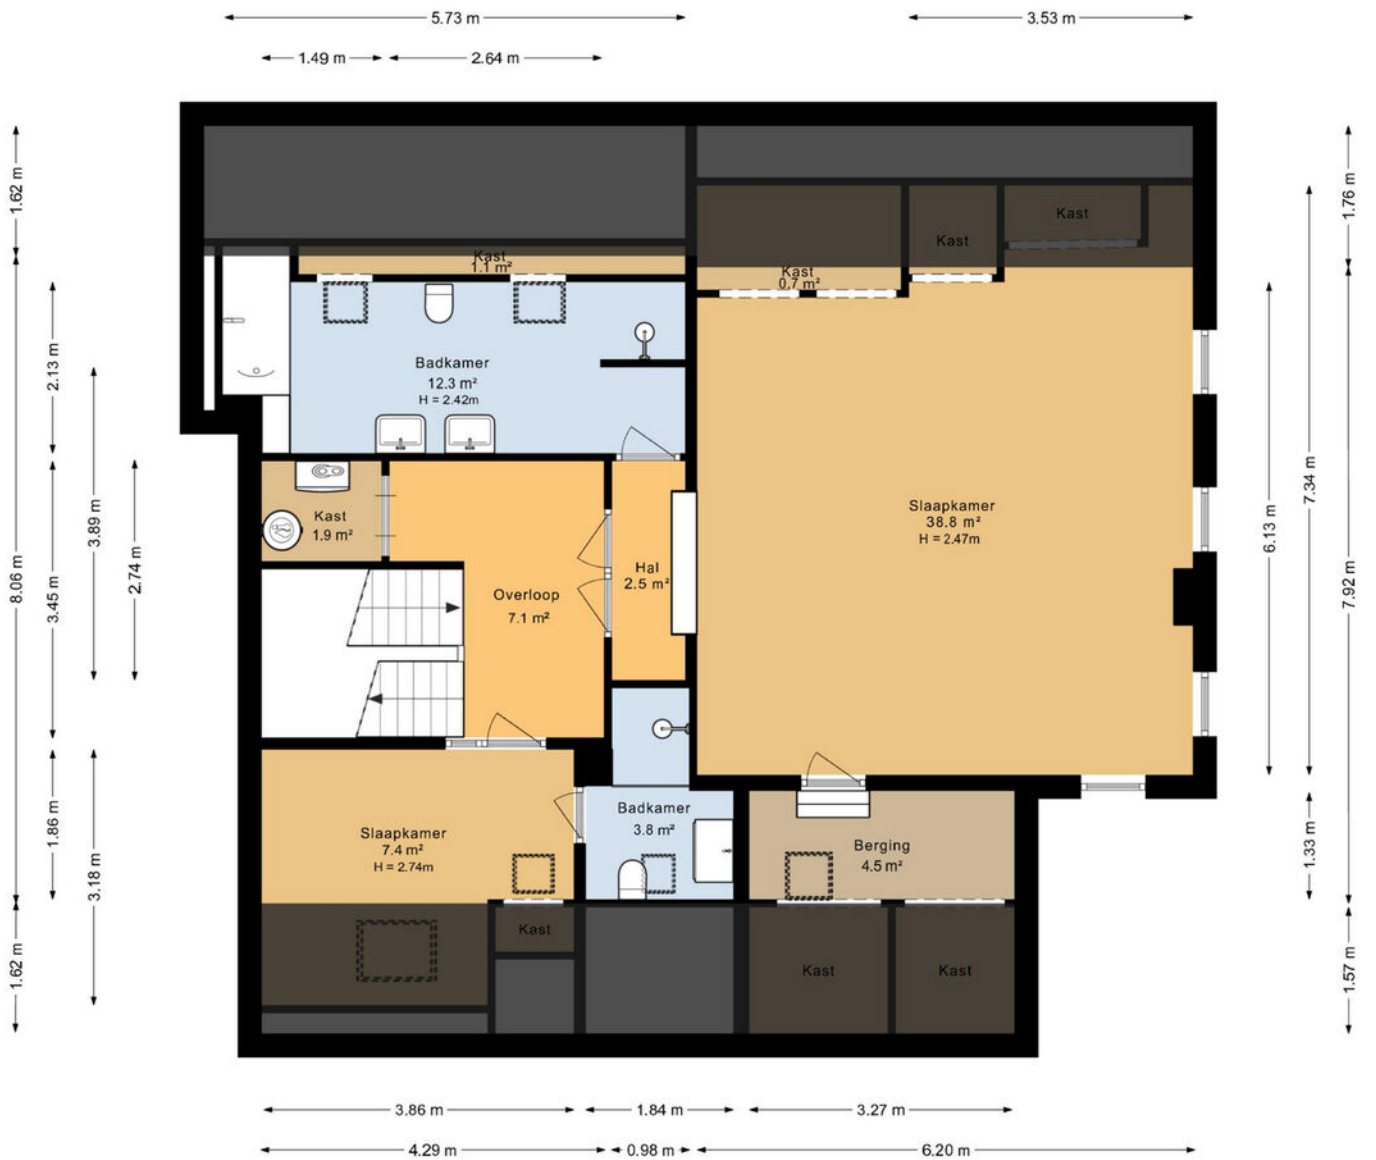 5.73 m
3.53 m
1.49 m
2.64 m
1.62 m
8.06 m
1.62 m
2.13 m
3.45 m
1.86 m
3.89 m
3.18 m
2.74 m
Kast
1.1 m²
Kast
0.7 m²
Kast
Kast
Badkamer
12.3 m²
H = 2.42m
Kast
1.9 m²
Overloop
7.1 m²
Hal
2.5 m²
Slaapkamer
38.8 m²
H = 2.47m
Slaapkamer
7.4 m²
H = 2.74m
Badkamer
3.8 m²
Berging
4.5 m²
Kast
Kast
Kast
6.13 m
7.34 m
1.33 m
1.76 m
7.92 m
1.57 m
3.86 m
1.84 m
3.27 m
4.29 m
0.98 m
6.20 m